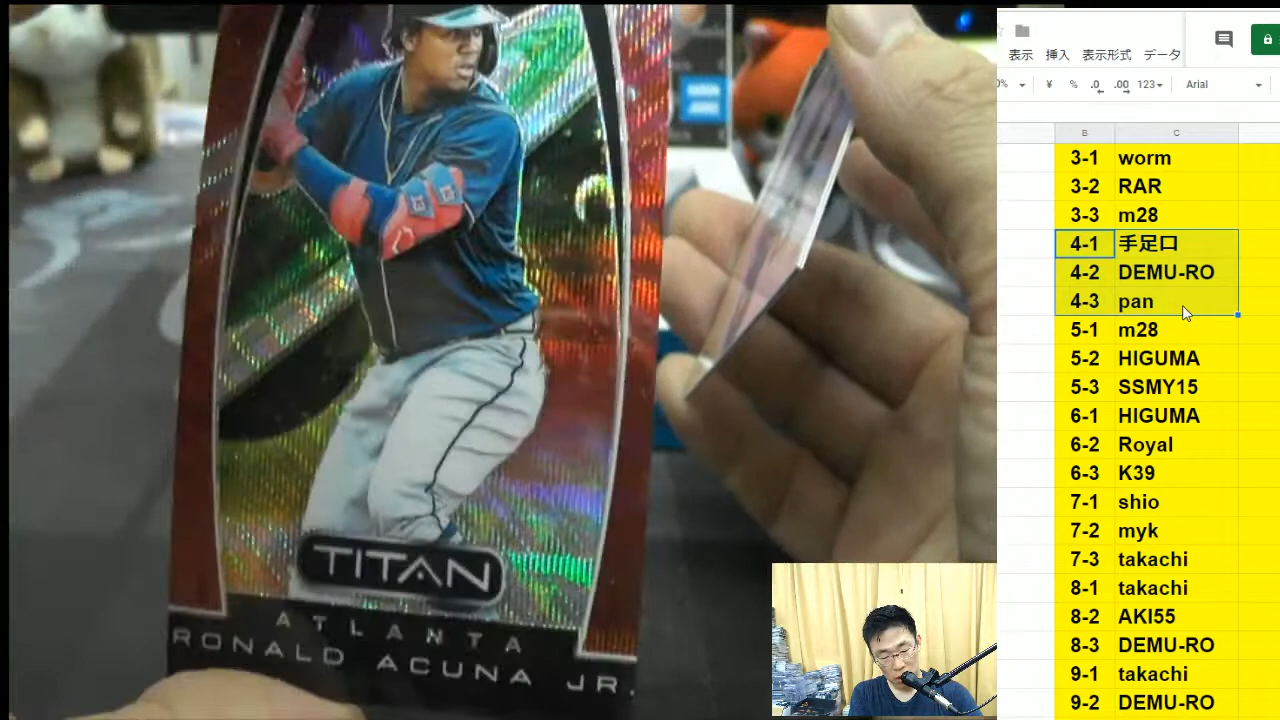 TITAN
ATLANTA
RONALD ACUNA JR.
表示 挿入 表示形式 データ
¥ % .0 .00 123 Arial
B C
3-1 worm
3-2 RAR
3-3 m28
4-1 手足口
4-2 DEMU-RO
4-3 pan
5-1 m28
5-2 HIGUMA
5-3 SSMY15
6-1 HIGUMA
6-2 Royal
6-3 K39
7-1 shio
7-2 myk
7-3 takachi
8-1 takachi
8-2 AKI55
8-3 DEMU-RO
9-1 takachi
9-2 DEMU-RO